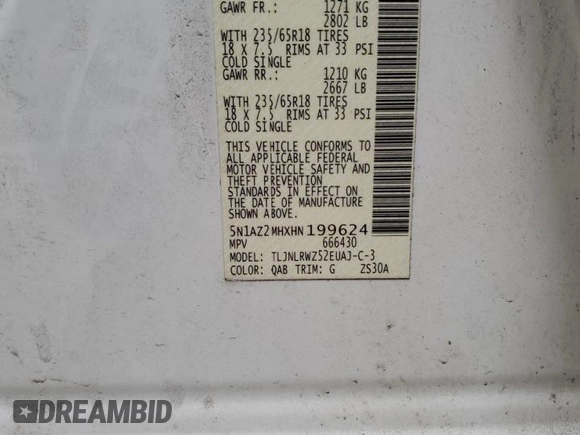 GAWR FR.: 1271 KG
2802 LB
WITH 235/65R18 TIRES
18 X 7.5 RIMS AT 33 PSI
COLD SINGLE
GAWR RR.: 1210 KG
2667 LB
WITH 235/65R18 TIRES
18 X 7.5 RIMS AT 33 PSI
COLD SINGLE
THIS VEHICLE CONFORMS TO
ALL APPLICABLE FEDERAL
MOTOR VEHICLE SAFETY AND
THEFT PREVENTION
STANDARDS IN EFFECT ON
THE DATE OF MANUFACTURE
SHOWN ABOVE.
5N1AZ2MHXHN199624
MPV 666430
MODEL: TLJNLRWZ52EUAJ-C-3
COLOR: QAB TRIM: G ZS30A
DREAMBID